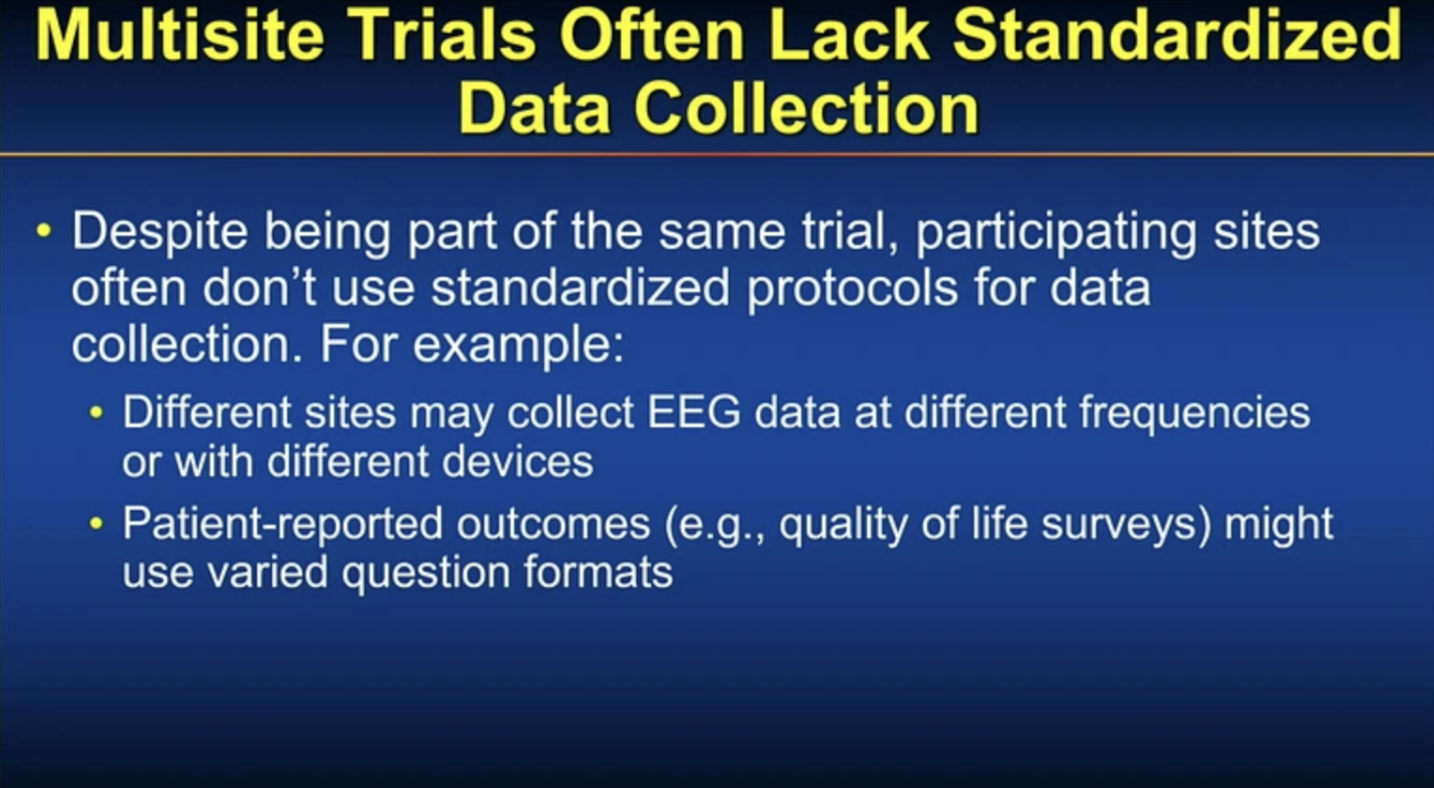 Multisite Trials Often Lack Standardized
Data Collection
• Despite being part of the same trial, participating sites
often don’t use standardized protocols for data
collection. For example:
• Different sites may collect EEG data at different frequencies
or with different devices
• Patient-reported outcomes (e.g., quality of life surveys) might
use varied question formats